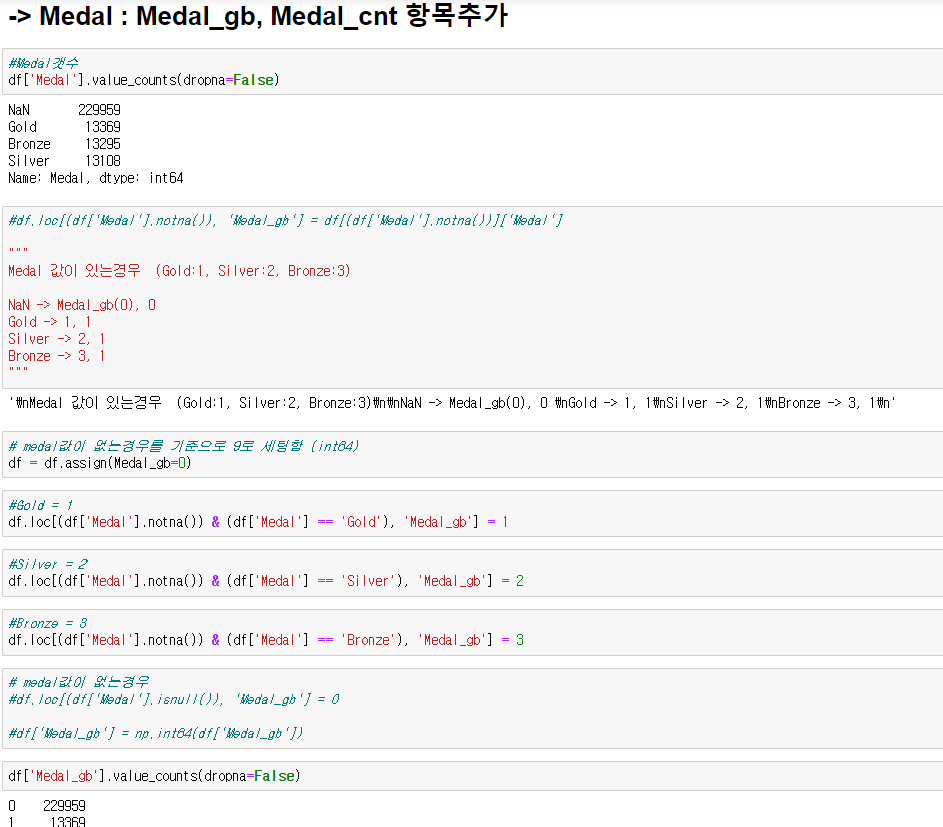 -> Medal : Medal_gb, Medal_cnt 항목추가
#Medal갯수
df['Medal'].value_counts(dropna=False)
NaN       229959
Gold       13369
Bronze     13295
Silver     13108
Name: Medal, dtype: int64
#df.loc[(df['Medal'].notna()), 'Medal_gb'] = df[(df['Medal'].notna())]['Medal']
"""
Medal 값이 있는경우  (Gold:1, Silver:2, Bronze:3)
NaN -> Medal_gb(0), 0
Gold -> 1, 1
Silver -> 2, 1
Bronze -> 3, 1
"""
'₩nMedal 값이 있는경우  (Gold:1, Silver:2, Bronze:3)₩n₩nNaN -> Medal_gb(0), 0 ₩nGold -> 1, 1₩nSilver -> 2, 1₩nBronze -> 3, 1₩n'
# medal값이 없는경우를 기준으로 9로 세팅함 (int64)
df = df.assign(Medal_gb=0)
#Gold = 1
df.loc[(df['Medal'].notna()) & (df['Medal'] == 'Gold'), 'Medal_gb'] = 1
#Silver = 2
df.loc[(df['Medal'].notna()) & (df['Medal'] == 'Silver'), 'Medal_gb'] = 2
#Bronze = 3
df.loc[(df['Medal'].notna()) & (df['Medal'] == 'Bronze'), 'Medal_gb'] = 3
# medal값이 없는경우
#df.loc[(df['Medal'].isnull()), 'Medal_gb'] = 0
#df['Medal_gb'] = np.int64(df['Medal_gb'])
df['Medal_gb'].value_counts(dropna=False)
0    229959
1     13369